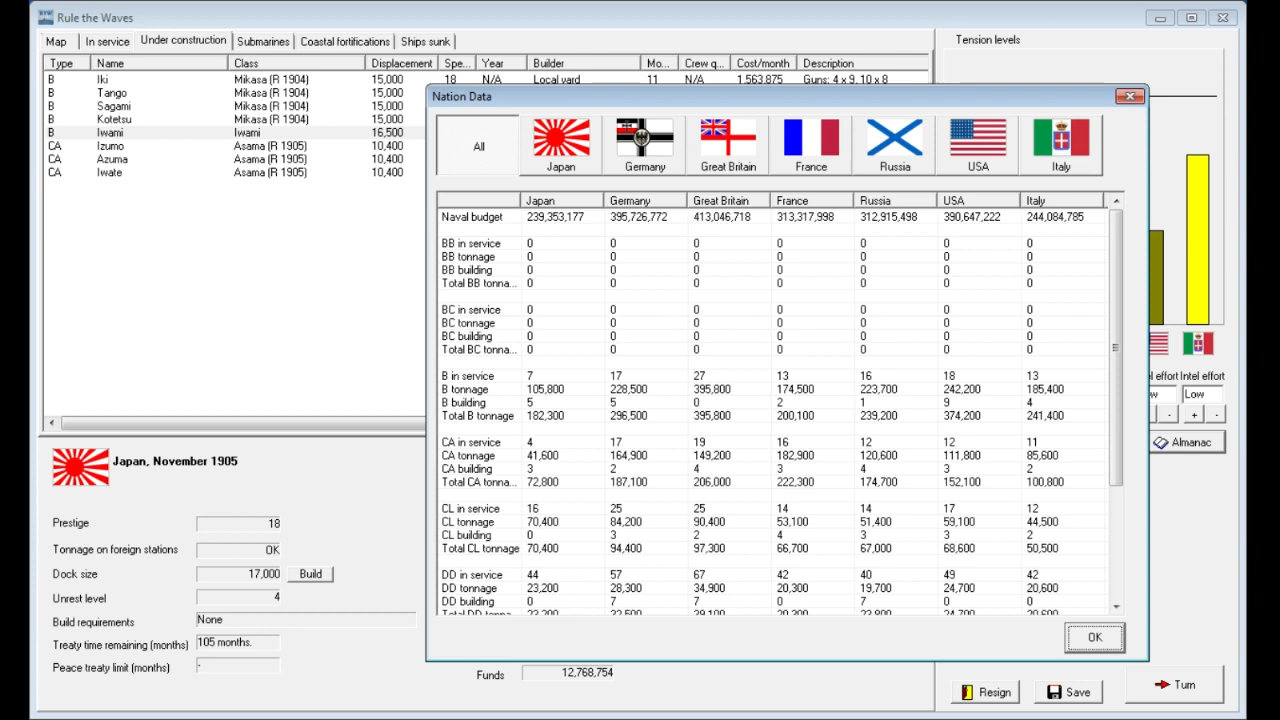 Rule the Waves
Map In service Under construction Submarines Coastal fortifications Ships sunk
Tension levels
Type Name Class Displacement Spe... Year Builder Mo... Crew q... Cost/month Description
B Iki Mikasa (R 1904) 15,000 18 N/A Local yard 11 N/A 1,563,875 Guns: 4 x 9, 10 x 8
B Tango Mikasa (R 1904) 15,000
B Sagami Mikasa (R 1904) 15,000
B Kotetsu Mikasa (R 1904) 15,000
B Iwami Iwami 16,500
CA Izumo Asama (R 1905) 10,400
CA Azuma Asama (R 1905) 10,400
CA Iwate Asama (R 1905) 10,400
Nation Data
All Japan Germany Great Britain France Russia USA Italy
Japan Germany Great Britain France Russia USA Italy
Naval budget 239,353,177 395,726,772 413,046,718 313,317,998 312,915,498 390,647,222 244,084,785
BB in service 0 0 0 0 0 0 0
BB tonnage 0 0 0 0 0 0 0
BB building 0 0 0 0 0 0 0
Total BB tonna... 0 0 0 0 0 0 0
BC in service 0 0 0 0 0 0 0
BC tonnage 0 0 0 0 0 0 0
BC building 0 0 0 0 0 0 0
Total BC tonna... 0 0 0 0 0 0 0
B in service 7 17 27 13 16 18 13
B tonnage 105,800 228,500 395,800 174,500 223,700 242,200 185,400
B building 5 5 0 2 1 9 4
Total B tonnage 182,300 296,500 395,800 200,100 239,200 374,200 241,400
CA in service 4 17 19 16 12 12 11
CA tonnage 41,600 164,900 149,200 182,900 120,600 111,800 85,600
CA building 3 2 4 3 4 3 2
Total CA tonna... 72,800 187,100 206,000 222,300 174,700 152,100 100,800
CL in service 16 25 25 14 14 17 12
CL tonnage 70,400 84,200 90,400 53,100 51,400 59,100 44,500
CL building 0 3 2 4 3 3 2
Total CL tonnage 70,400 94,400 97,300 66,700 67,000 68,600 50,500
DD in service 44 57 67 42 40 49 42
DD tonnage 23,200 28,300 34,900 20,300 19,700 24,700 20,600
DD building 0 7 7 0 7 0 0
OK
l effort Intel effort
w Low
- + -
Almanac
Japan, November 1905
Prestige 18
Tonnage on foreign stations OK
Dock size 17,000 Build
Unrest level 4
Build requirements None
Treaty time remaining (months) 105 months.
Peace treaty limit (months) -
Funds 12,768,754
Resign Save Turn